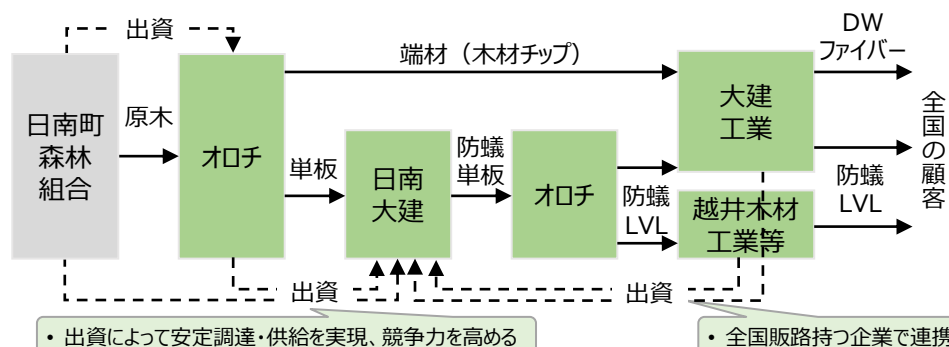 出資
端材（木材チップ）
DW
ファイバー
日南町
森林
組合
原木
オロチ
単板
日南
大建
防蟻
単板
オロチ
防蟻
LVL
大建
工業
越井木材
工業等
防蟻
LVL
全国の顧客
出資
出資
• 出資によって安定調達・供給を実現、競争力を高める
• 全国販路持つ企業で連携